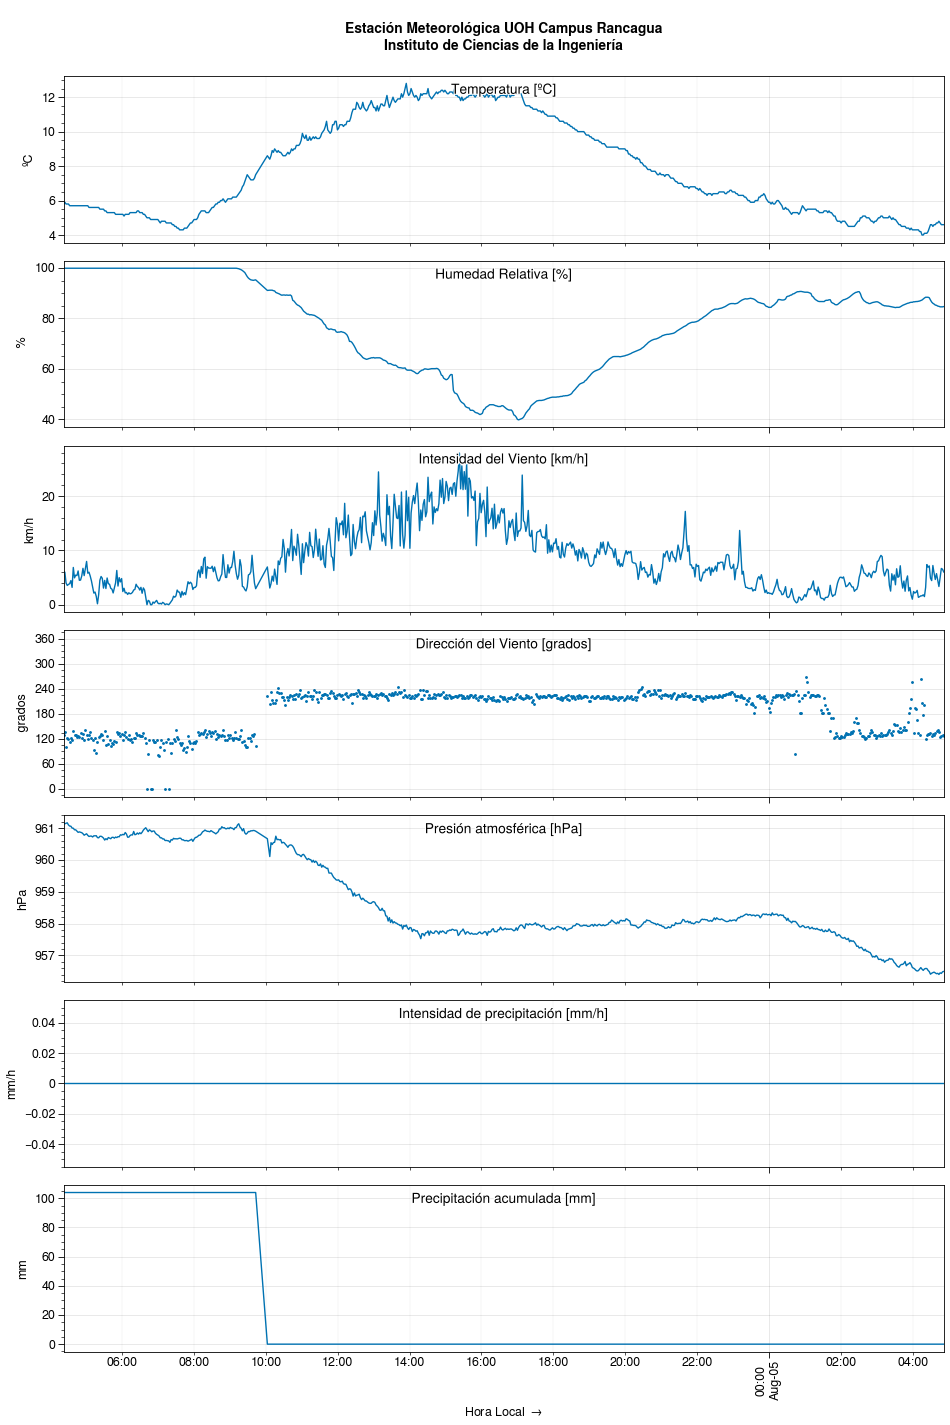 Estación Meteorológica UOH Campus Rancagua
Instituto de Ciencias de la Ingeniería
Temperatura [ºC]
ºC
12
10
8
6
4
Humedad Relativa [%]
%
100
80
60
40
Intensidad del Viento [km/h]
km/h
20
10
0
Dirección del Viento [grados]
grados
360
300
240
180
120
60
0
Presión atmosférica [hPa]
hPa
961
960
959
958
957
Intensidad de precipitación [mm/h]
mm/h
0.04
0.02
0
−0.02
−0.04
Precipitación acumulada [mm]
mm
100
80
60
40
20
0
06:00 08:00 10:00 12:00 14:00 16:00 18:00 20:00 22:00 00:00 02:00 04:00
Aug-05
Hora Local →